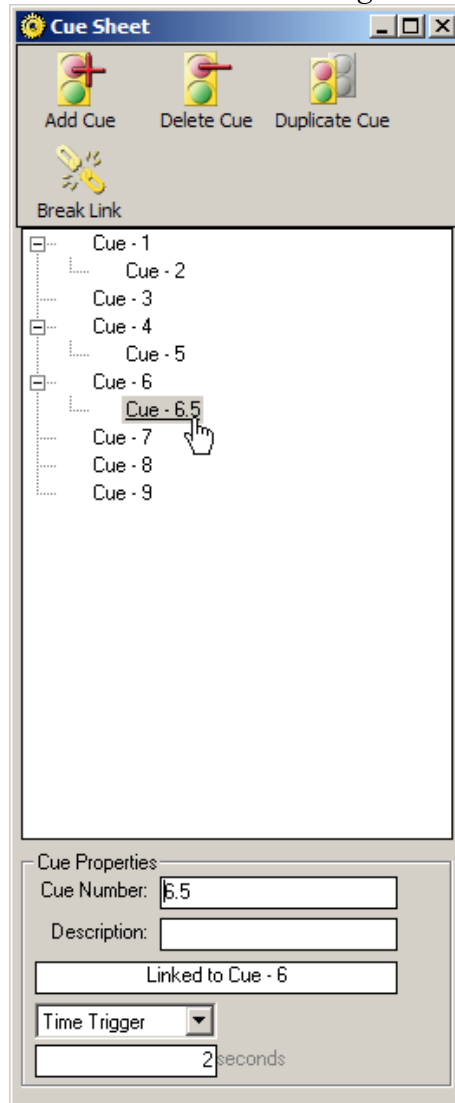 Cue Sheet
Add Cue Delete Cue Duplicate Cue
Break Link
Cue - 1
Cue - 2
Cue - 3
Cue - 4
Cue - 5
Cue - 6
Cue - 6.5
Cue - 7
Cue - 8
Cue - 9
Cue Properties
Cue Number: 6.5
Description:
Linked to Cue - 6
Time Trigger
2 seconds